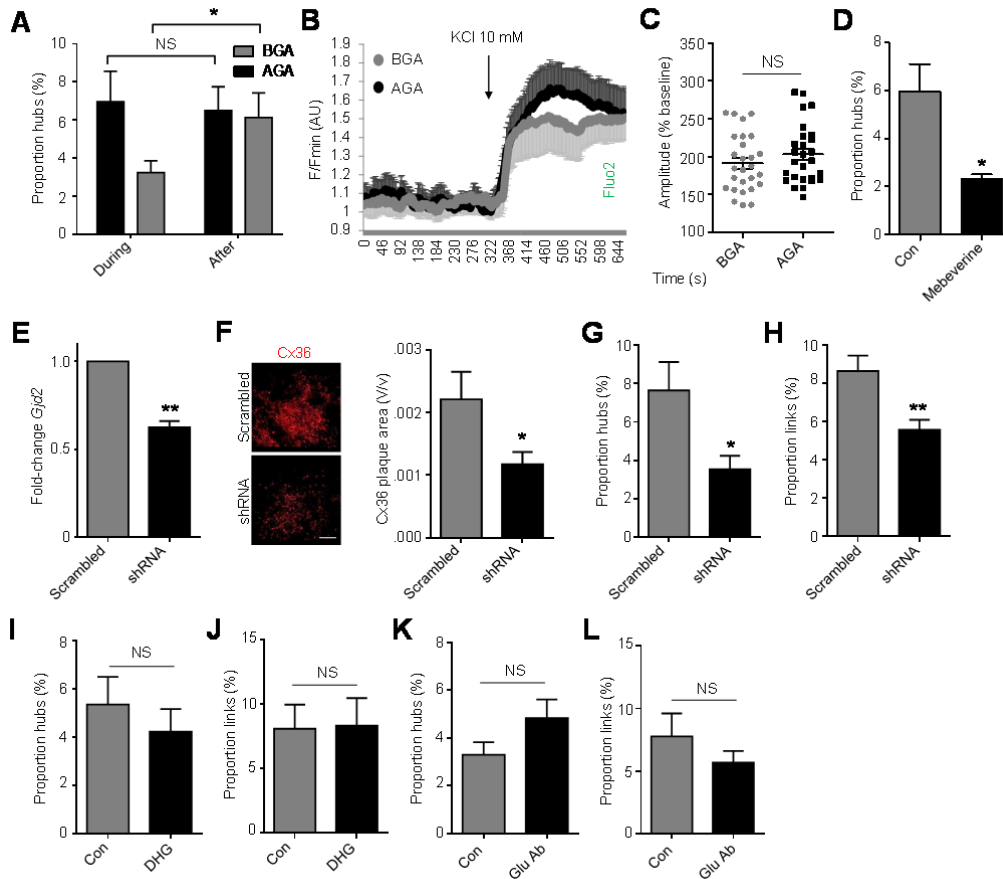 A
Proportion hubs (%)
10
8
6
4
2
0
*
NS
BGA
AGA
During
After
B
F/Fmin (AU)
1.9
1.8
1.7
1.6
1.5
1.4
1.3
1.2
1.1
1
0.9
KCl 10 mM
BGA
AGA
Fluo2
0
46
92
138
184
230
276
322
368
414
460
506
552
598
644
Time (s)
C
Amplitude (% baseline)
350
300
250
200
150
100
NS
BGA
AGA
D
Proportion hubs (%)
8
6
4
2
0
*
Con
Mebeverine
E
Fold-change Gjd2
1.0
0.5
0
**
Scrambled
shRNA
F
Cx36
Scrambled
shRNA
Cx36 plaque area (V/v)
.003
.002
.001
.000
*
Scrambled
shRNA
G
Proportion hubs (%)
10
8
6
4
2
0
*
Scrambled
shRNA
H
Proportion links (%)
10
8
6
4
2
0
**
Scrambled
shRNA
I
Proportion hubs (%)
8
6
4
2
0
NS
Con
DHG
J
Proportion links (%)
15
10
5
0
NS
Con
DHG
K
Proportion hubs (%)
8
6
4
2
0
NS
Con
Glu Ab
L
Proportion links (%)
15
10
5
0
NS
Con
Glu Ab